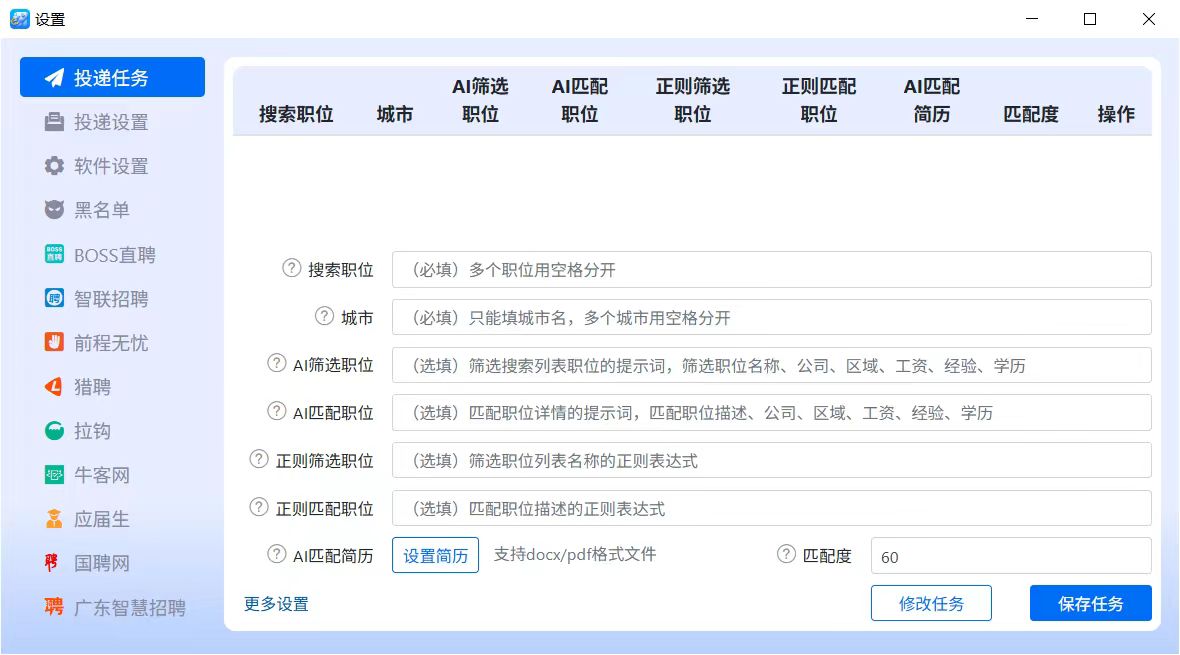 设置
投递任务
投递设置
软件设置
黑名单
BOSS直聘
智联招聘
前程无忧
猎聘
拉钩
牛客网
应届生
国聘网
广东智慧招聘
搜索职位 城市 AI筛选职位 AI匹配职位 正则筛选职位 正则匹配职位 AI匹配简历 匹配度 操作
搜索职位 （必填）多个职位用空格分开
城市 （必填）只能填城市名，多个城市用空格分开
AI筛选职位 （选填）筛选搜索列表职位的提示词，筛选职位名称、公司、区域、工资、经验、学历
AI匹配职位 （选填）匹配职位详情的提示词，匹配职位描述、公司、区域、工资、经验、学历
正则筛选职位 （选填）筛选职位列表名称的正则表达式
正则匹配职位 （选填）匹配职位描述的正则表达式
AI匹配简历 设置简历 支持docx/pdf格式文件 匹配度 60
更多设置 修改任务 保存任务